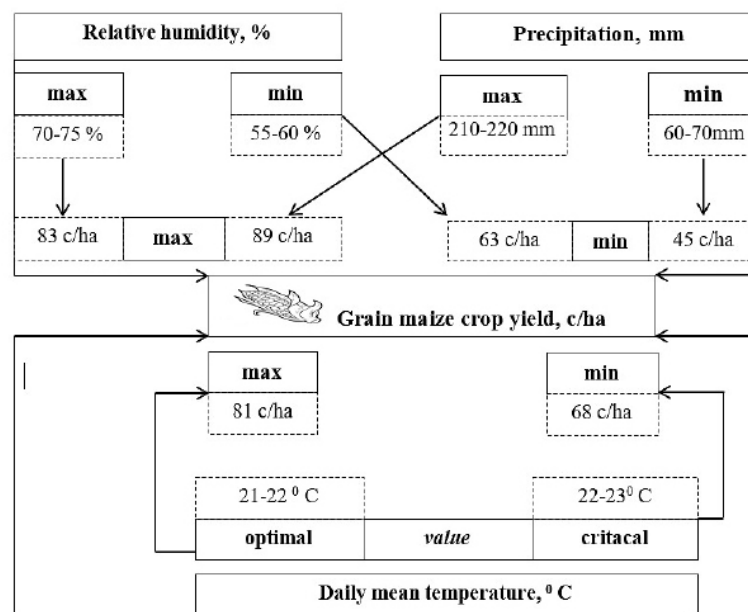 Relative humidity, %
Precipitation, mm
max
min
max
min
70-75 %
55-60 %
210-220 mm
60-70mm
83 c/ha
max
89 c/ha
63 c/ha
min
45 c/ha
Grain maize crop yield, c/ha
max
min
81 c/ha
68 c/ha
21-22 ⁰ C
22-23⁰ C
optimal
value
critacal
Daily mean temperature, ⁰ C